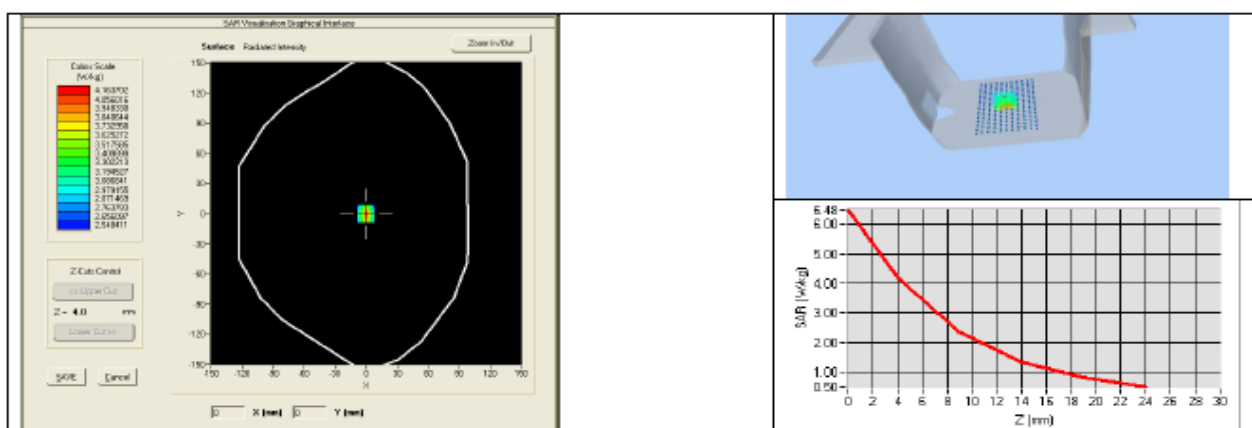 SAR Visualisation Graphical Interface
Surface Radiated Intensity
Zoom In/Out
Colors Scale
(W/kg)
4.163702
4.056016
3.948330
3.840644
3.732958
3.625272
3.517585
3.409899
3.302213
3.194527
3.086841
2.979155
2.871469
2.763783
2.656097
2.548411
Z-Cuts Control
<< Upper Cut
Z = 4.0 mm
Lower Cut >>
SAVE Cancel
150
120
90
60
30
0
-30
-60
-90
-120
-150
Y
-150 -120 -90 -60 -30 0 30 60 90 120 150
X
0 X (mm) 0 Y (mm)
6.48
6.00
5.00
4.00
3.00
2.00
1.00
0.50
SAR (W/kg)
0 2 4 6 8 10 12 14 16 18 20 22 24 26 28 30
Z (mm)